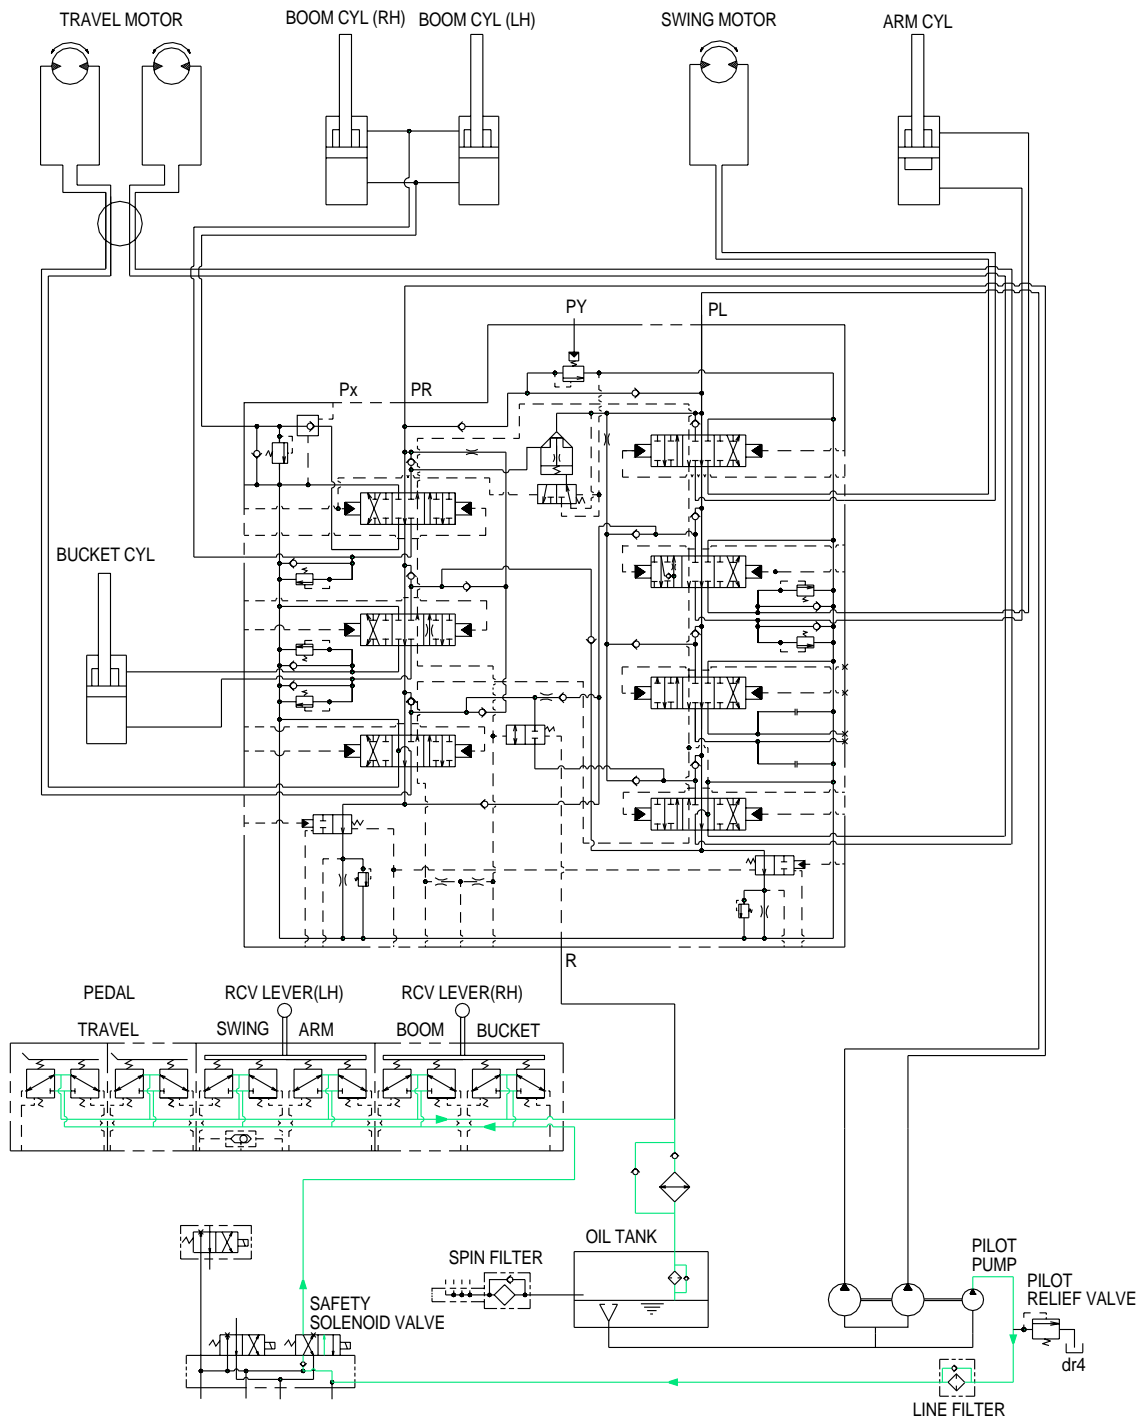 TRAVEL MOTOR
BOOM CYL (RH)
BOOM CYL (LH)
SWING MOTOR
ARM CYL
PY
PL
Px
PR
BUCKET CYL
R
PEDAL
RCV LEVER(LH)
RCV LEVER(RH)
TRAVEL
SWING
ARM
BOOM
BUCKET
OIL TANK
SPIN FILTER
PILOT
PUMP
PILOT
RELIEF VALVE
SAFETY
SOLENOID VALVE
dr4
LINE FILTER